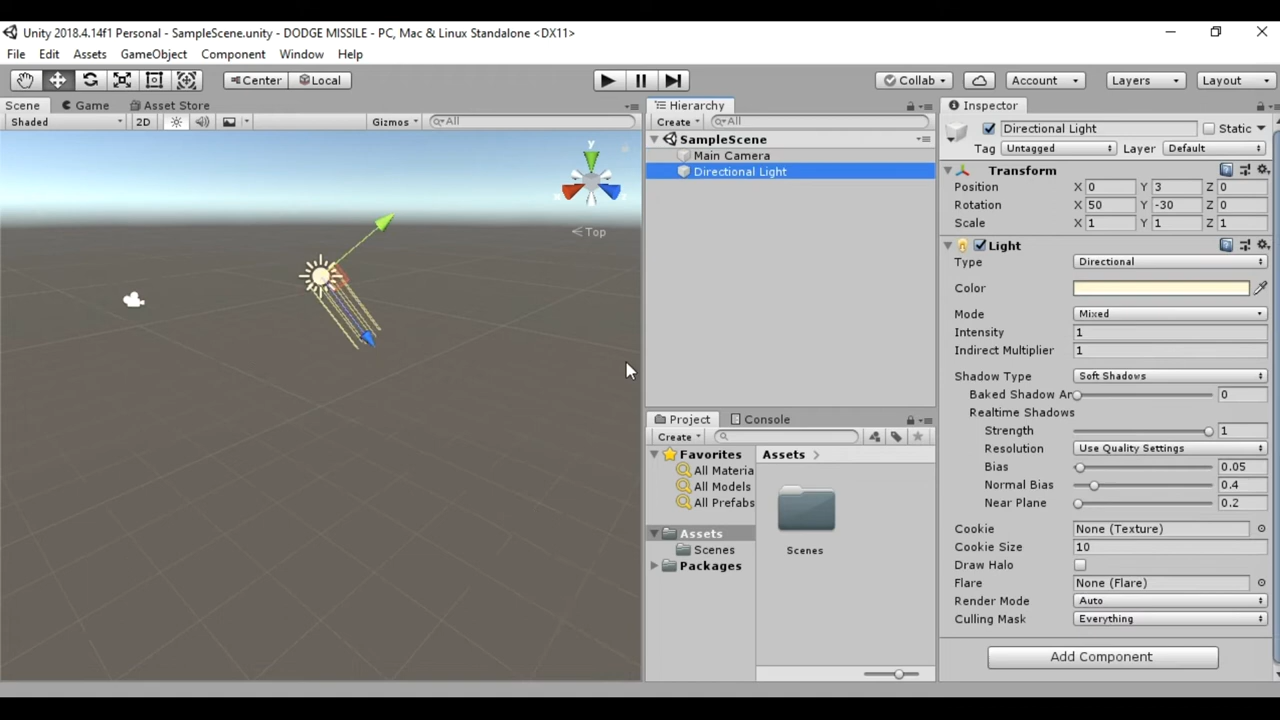 Unity 2018.4.14f1 Personal - SampleScene.unity - DODGE MISSILE - PC, Mac & Linux Standalone <DX11>
File Edit Assets GameObject Component Window Help
Center Local Collab Account Layers Layout
Scene Game Asset Store
Shaded 2D Gizmos All
y
Top
Hierarchy
Create All
SampleScene
Main Camera
Directional Light
Project Console
Create
Favorites
All Materia
All Models
All Prefabs
Assets
Scenes
Packages
Assets
Scenes
Inspector
Directional Light Static
Tag Untagged Layer Default
Transform
Position X 0 Y 3 Z 0
Rotation X 50 Y -30 Z 0
Scale X 1 Y 1 Z 1
Light
Type Directional
Color
Mode Mixed
Intensity 1
Indirect Multiplier 1
Shadow Type Soft Shadows
Baked Shadow An 0
Realtime Shadows
Strength 1
Resolution Use Quality Settings
Bias 0.05
Normal Bias 0.4
Near Plane 0.2
Cookie None (Texture)
Cookie Size 10
Draw Halo
Flare None (Flare)
Render Mode Auto
Culling Mask Everything
Add Component